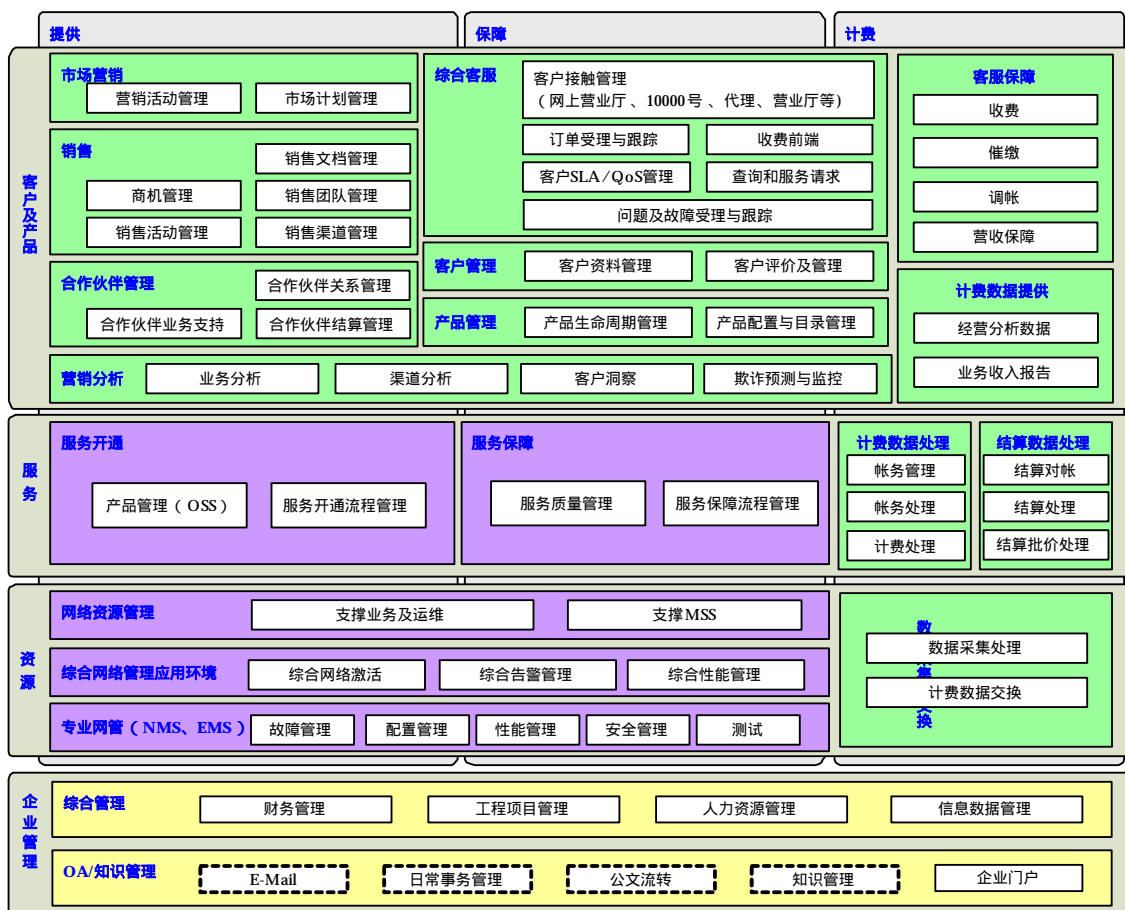 提供
保障
计费
客户及产品
市场营销
营销活动管理
市场计划管理
销售
销售文档管理
商机管理
销售团队管理
销售活动管理
销售渠道管理
合作伙伴管理
合作伙伴关系管理
合作伙伴业务支持
合作伙伴结算管理
综合客服
客户接触管理
（网上营业厅、10000号、代理、营业厅等)
订单受理与跟踪
收费前端
客户SLA/QoS管理
查询和服务请求
问题及故障受理与跟踪
客户管理
客户资料管理
客户评价及管理
产品管理
产品生命周期管理
产品配置与目录管理
客服保障
收费
催缴
调帐
营收保障
计费数据提供
经营分析数据
业务收入报告
营销分析
业务分析
渠道分析
客户洞察
欺诈预测与监控
服务
服务开通
产品管理（OSS）
服务开通流程管理
服务保障
服务质量管理
服务保障流程管理
计费数据处理
帐务管理
帐务处理
计费处理
结算数据处理
结算对帐
结算处理
结算批价处理
资源
网络资源管理
支撑业务及运维
支撑MSS
综合网络管理应用环境
综合网络激活
综合告警管理
综合性能管理
专业网管（NMS、EMS）
故障管理
配置管理
性能管理
安全管理
测试
数据采集处理
计费数据交换
企业管理
综合管理
财务管理
工程项目管理
人力资源管理
信息数据管理
OA/知识管理
E-Mail
日常事务管理
公文流转
知识管理
企业门户